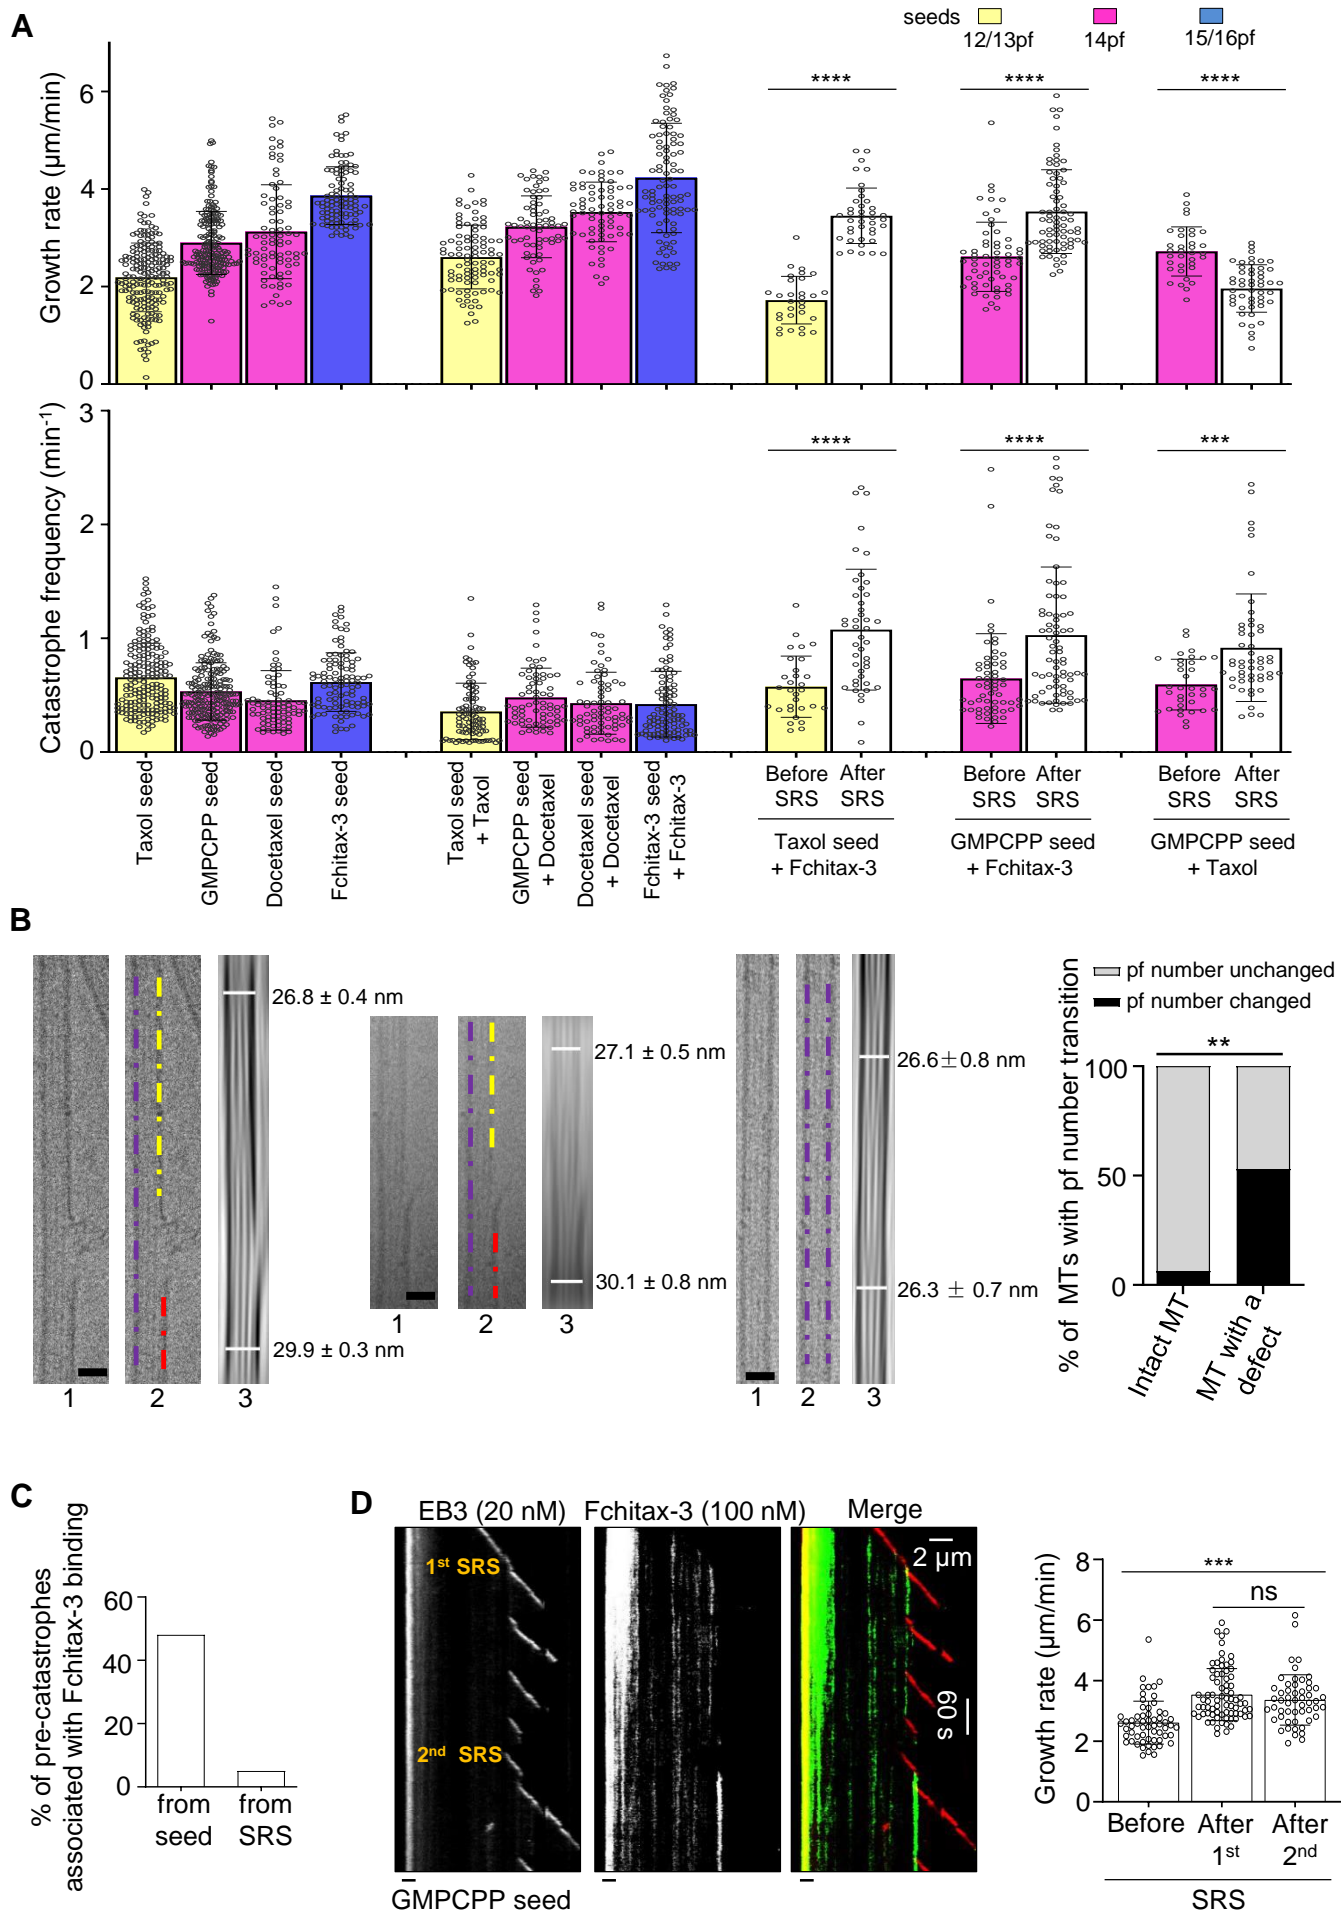 A
seeds
12/13pf
14pf
15/16pf
Growth rate (µm/min)
6
4
2
0
****
****
****
Catastrophe frequency (min-1)
3
2
1
0
****
****
***
Taxol seed
GMPCPP seed
Docetaxel seed
Fchitax-3 seed
Taxol seed
+ Taxol
GMPCPP seed
+ Docetaxel
Docetaxel seed
+ Docetaxel
Fchitax-3 seed
+ Fchitax-3
Before
SRS
After
SRS
Taxol seed
+ Fchitax-3
Before
SRS
After
SRS
GMPCPP seed
+ Fchitax-3
Before
SRS
After
SRS
GMPCPP seed
+ Taxol
B
26.8 ± 0.4 nm
29.9 ± 0.3 nm
1
2
3
27.1 ± 0.5 nm
30.1 ± 0.8 nm
1
2
3
26.6±0.8 nm
26.3 ± 0.7 nm
1
2
3
pf number unchanged
pf number changed
% of MTs with pf number transition
**
100
50
0
Intact MT
MT with a
defect
C
% of pre-catastrophes
associated with Fchitax-3 binding
60
40
20
0
from
seed
from
SRS
D
EB3 (20 nM)
Fchitax-3 (100 nM)
Merge
1st SRS
2nd SRS
2 µm
60 s
GMPCPP seed
Growth rate (µm/min)
8
6
4
2
0
***
ns
Before
After
1st
After
2nd
SRS